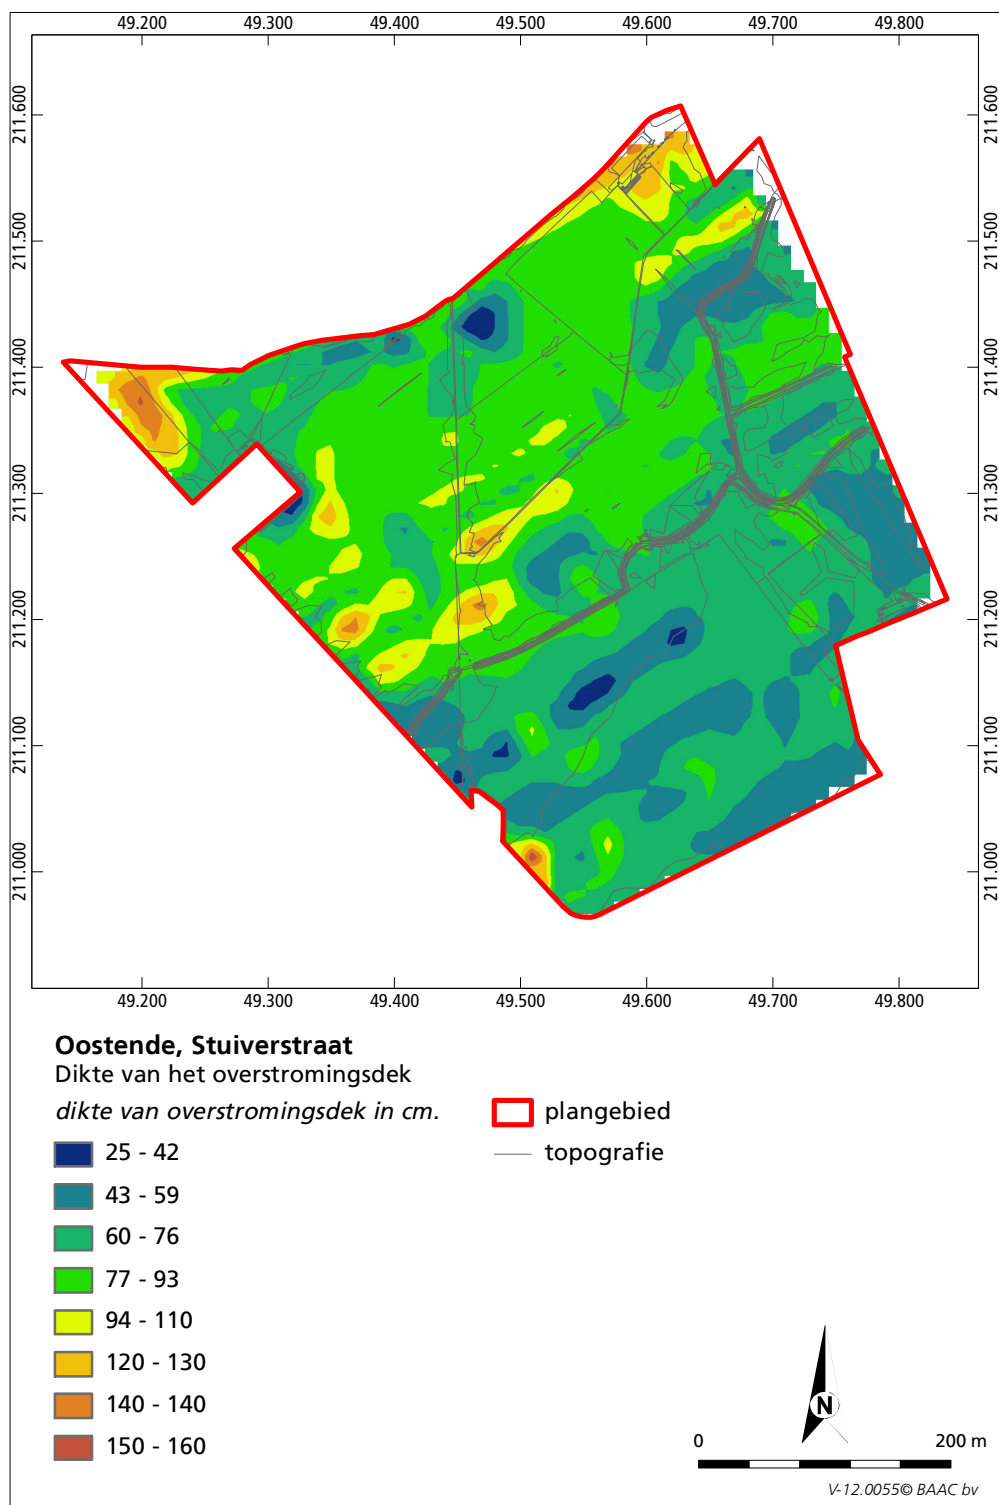 49.200 49.300 49.400 49.500 49.600 49.700 49.800
211.600 211.600
211.500 211.500
211.400 211.400
211.300 211.300
211.200 211.200
211.100 211.100
211.000 211.000
49.200 49.300 49.400 49.500 49.600 49.700 49.800
Oostende, Stuiverstraat
Dikte van het overstromingsdek
dikte van overstromingsdek in cm.
25 - 42
43 - 59
60 - 76
77 - 93
94 - 110
120 - 130
140 - 140
150 - 160
plangebied
topografie
N
0 200 m
V-12.0055© BAAC bv